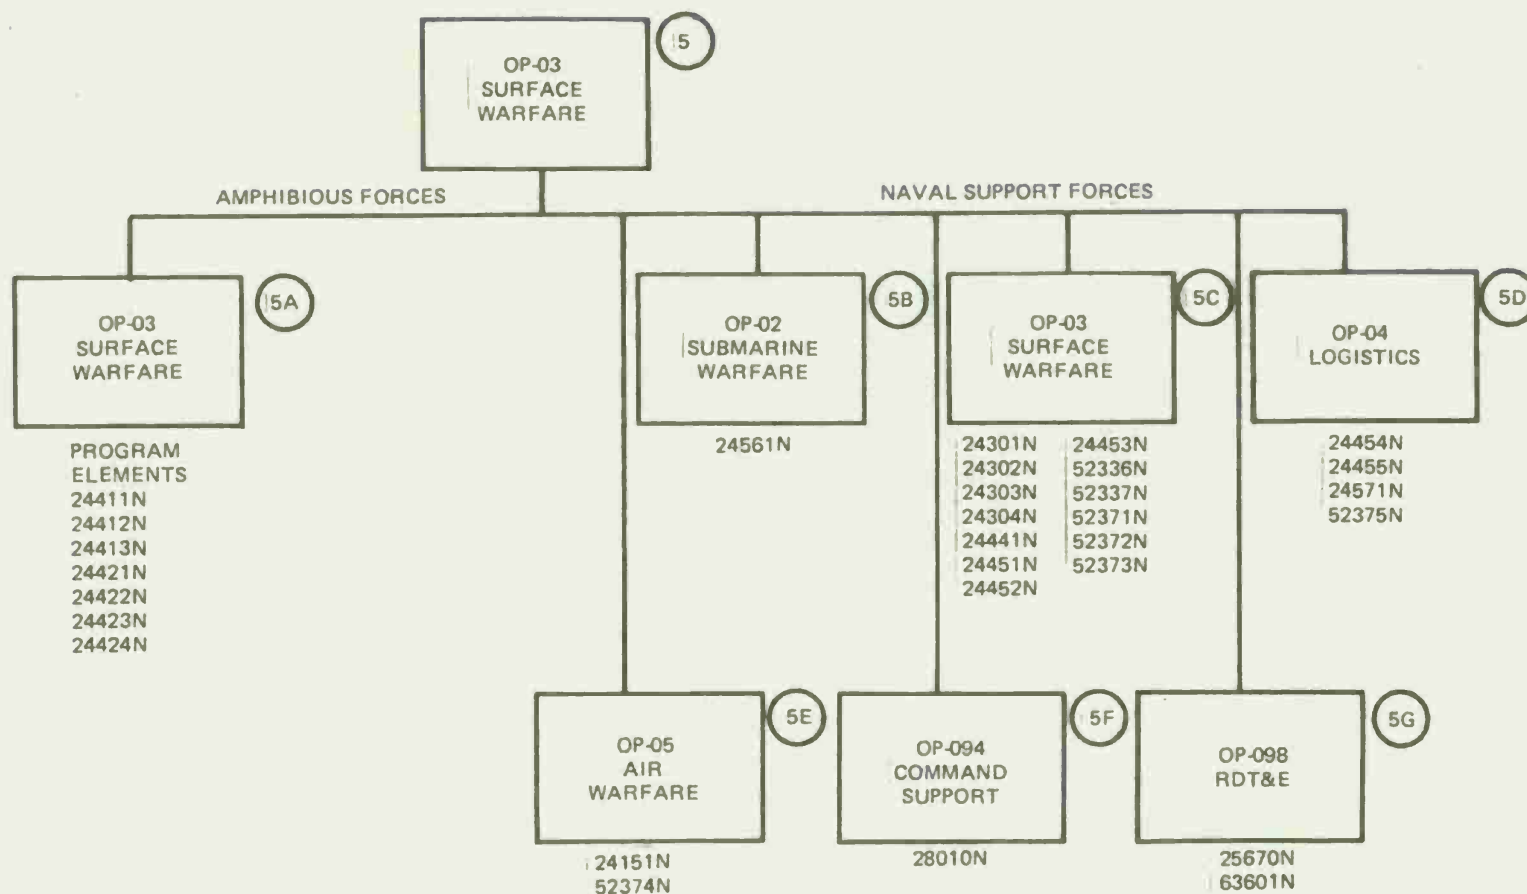 OP-03
SURFACE
WARFARE
5
AMPHIBIOUS FORCES
NAVAL SUPPORT FORCES
OP-03
SURFACE
WARFARE
5A
PROGRAM
ELEMENTS
24411N
24412N
24413N
24421N
24422N
24423N
24424N
OP-02
SUBMARINE
WARFARE
5B
24561N
OP-03
SURFACE
WARFARE
5C
24301N 24453N
24302N 52336N
24303N 52337N
24304N 52371N
24441N 52372N
24451N 52373N
24452N
OP-04
LOGISTICS
5D
24454N
24455N
24571N
52375N
OP-05
AIR
WARFARE
5E
24151N
52374N
OP-094
COMMAND
SUPPORT
5F
28010N
OP-098
RDT&E
5G
25670N
63601N